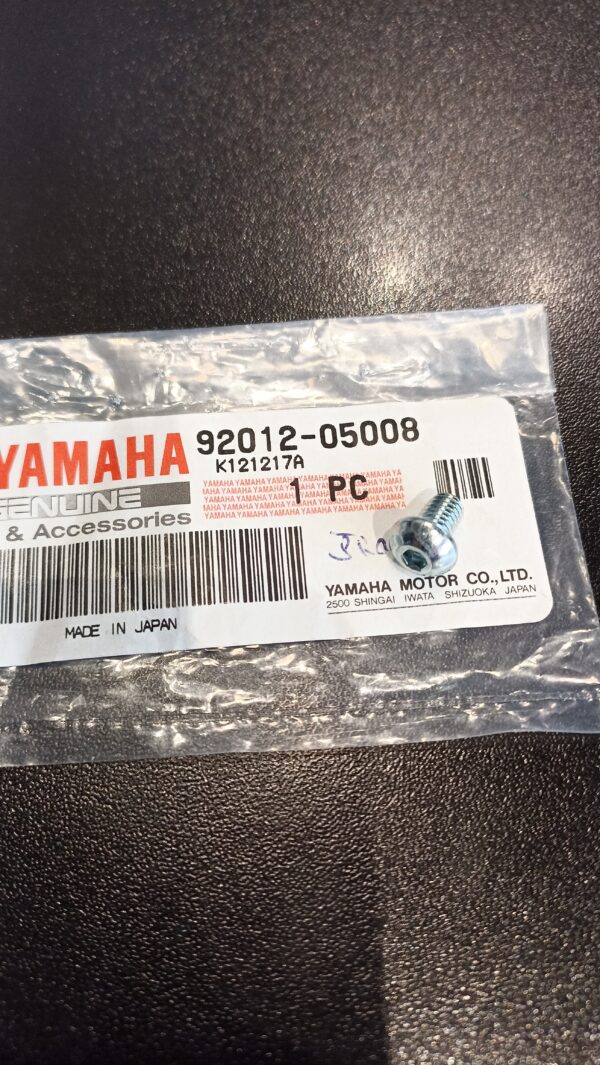 YAMAHA 92012-05008
K121217A
GENUINE
1 PC
& Accessories
YAMAHA MOTOR CO.,LTD.
2500 SHINGAI IWATA SHIZUOKA JAPAN
MADE IN JAPAN